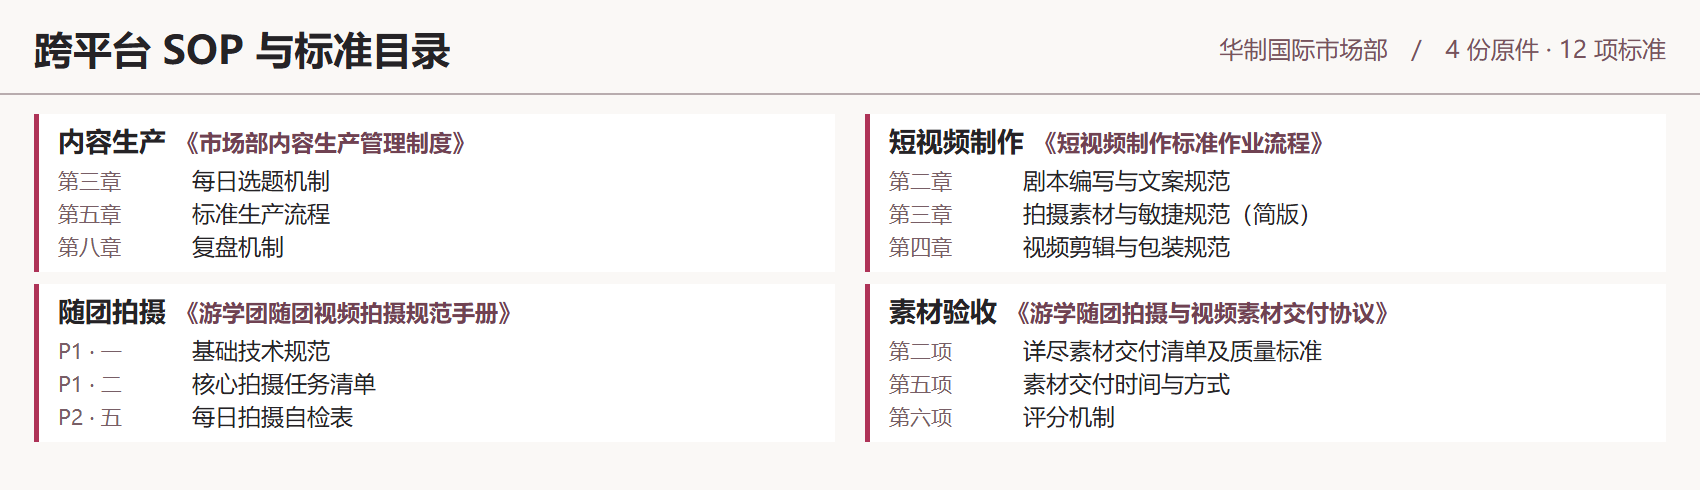 跨平台 SOP 与标准目录
华制国际市场部 / 4 份原件 · 12 项标准
内容生产 《市场部内容生产管理制度》
第三章 每日选题机制
第五章 标准生产流程
第八章 复盘机制
短视频制作 《短视频制作标准作业流程》
第二章 剧本编写与文案规范
第三章 拍摄素材与敏捷规范（简版）
第四章 视频剪辑与包装规范
随团拍摄 《游学团随团视频拍摄规范手册》
P1 · 一 基础技术规范
P1 · 二 核心拍摄任务清单
P2 · 五 每日拍摄自检表
素材验收 《游学随团拍摄与视频素材交付协议》
第二项 详尽素材交付清单及质量标准
第五项 素材交付时间与方式
第六项 评分机制